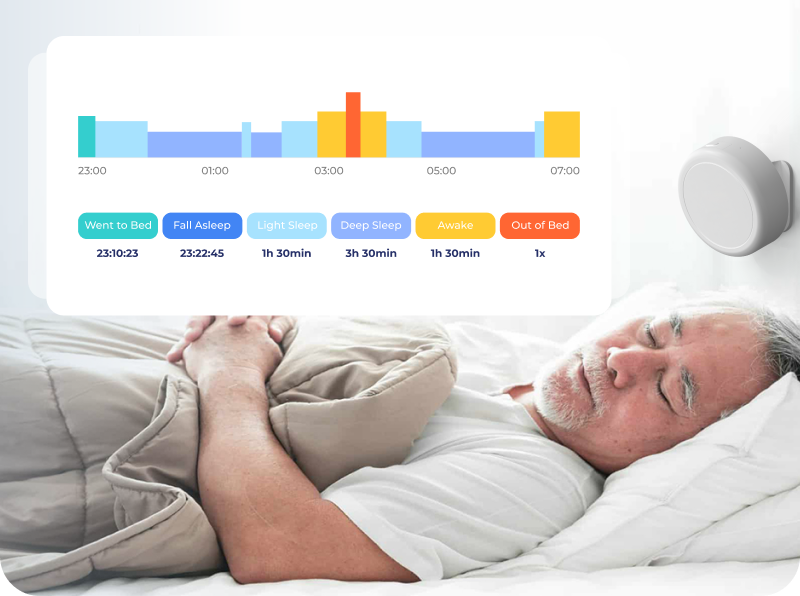 23:00 01:00 03:00 05:00 07:00
Went to Bed Fall Asleep Light Sleep Deep Sleep Awake Out of Bed
23:10:23 23:22:45 1h 30min 3h 30min 1h 30min 1x